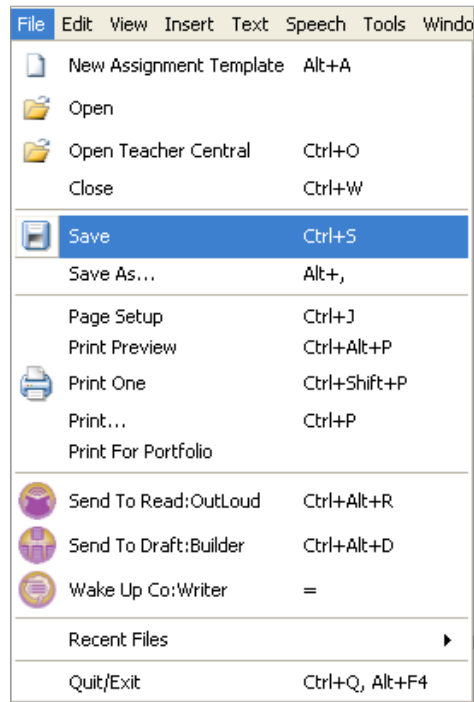 File Edit View Insert Text Speech Tools Windo
New Assignment Template Alt+A
Open
Open Teacher Central Ctrl+O
Close Ctrl+W
Save Ctrl+S
Save As... Alt+,
Page Setup Ctrl+J
Print Preview Ctrl+Alt+P
Print One Ctrl+Shift+P
Print... Ctrl+P
Print For Portfolio
Send To Read:OutLoud Ctrl+Alt+R
Send To Draft:Builder Ctrl+Alt+D
Wake Up Co:Writer =
Recent Files
Quit/Exit Ctrl+Q, Alt+F4